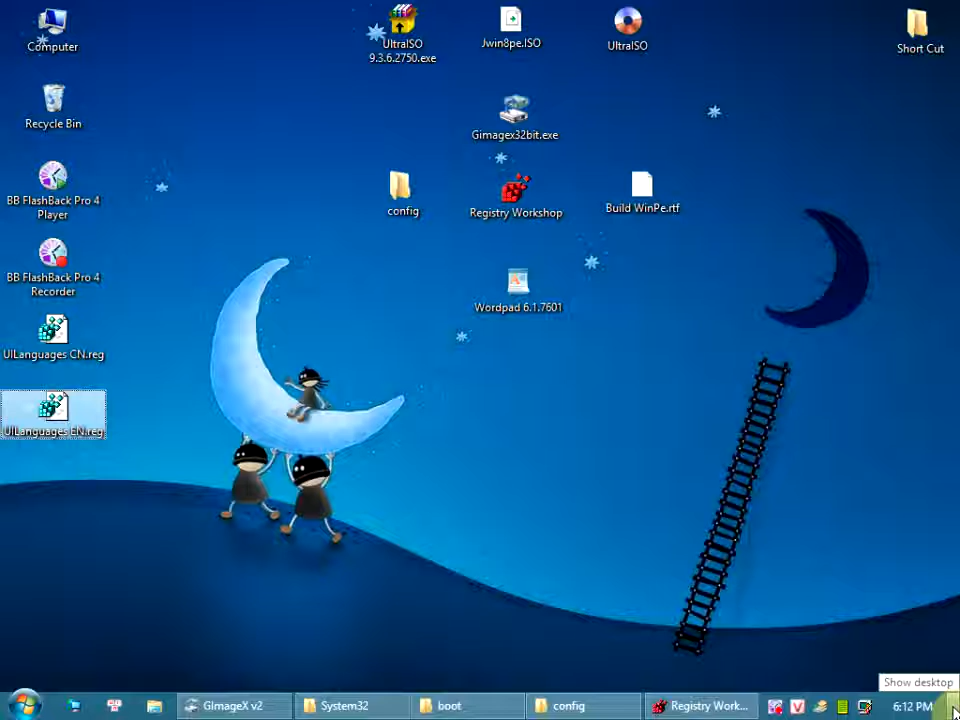 Computer
Recycle Bin
BB FlashBack Pro 4
Player
BB FlashBack Pro 4
Recorder
UILanguages CN.reg
UILanguages EN.reg
UltraISO
9.3.6.2750.exe
Jwin8pe.ISO
UltraISO
Short Cut
Gimagex32bit.exe
config
Registry Workshop
Build WinPe.rtf
Wordpad 6.1.7601
Show desktop
GImageX v2
System32
boot
config
Registry Work...
6:12 PM